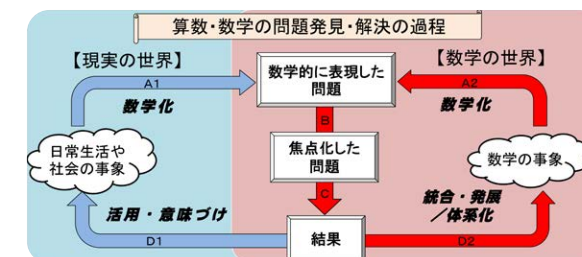 算数・数学の問題発見・解決の過程
【現実の世界】
【数学の世界】
A1
数学化
数学的に表現した
問題
A2
数学化
B
日常生活や
社会の事象
焦点化した
問題
数学の事象
C
活用・意味づけ
D1
結果
統合・発展
／体系化
D2